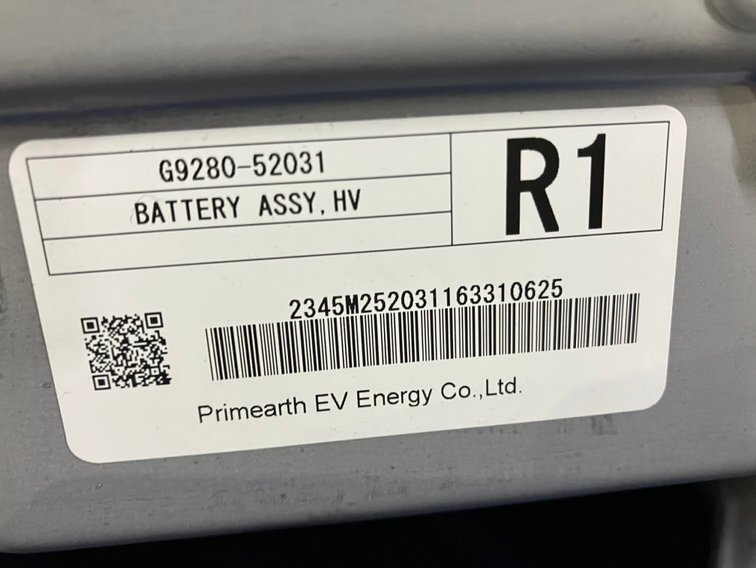 G9280-52031
BATTERY ASSY, HV
R1
2345M252031163310625
Primearth EV Energy Co.,Ltd.